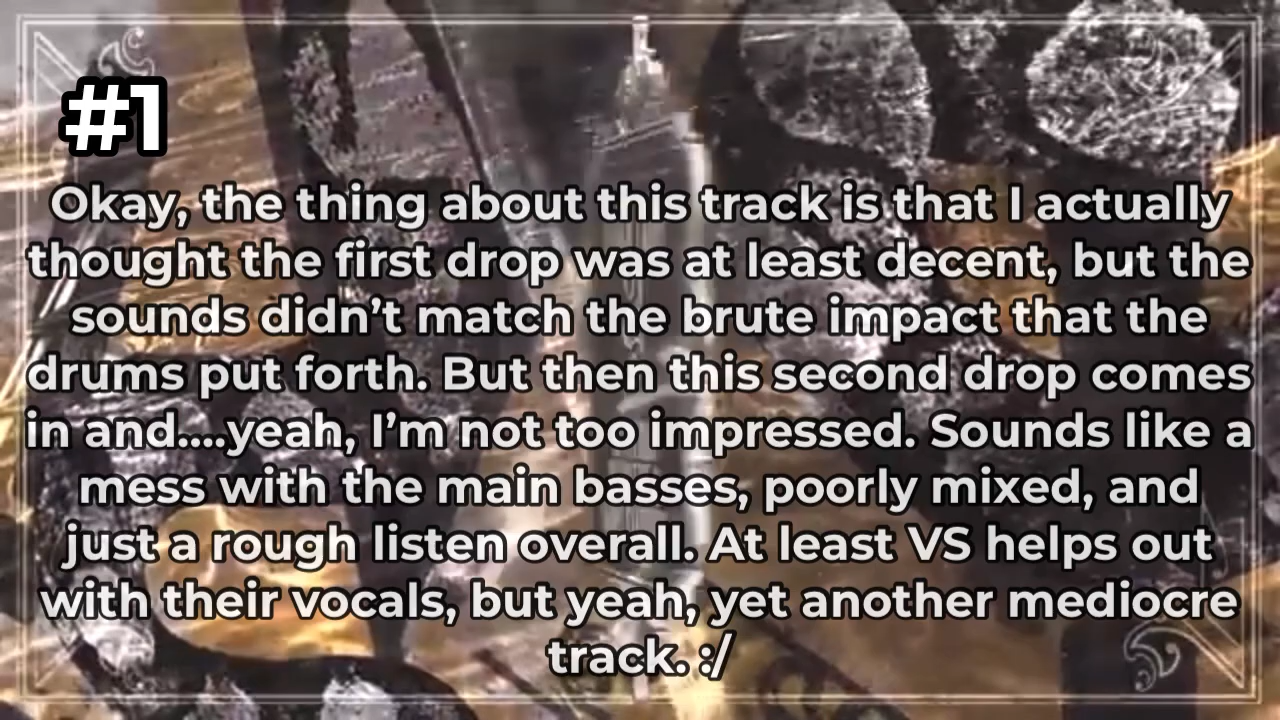 #1
Okay, the thing about this track is that I actually
thought the first drop was at least decent, but the
sounds didn’t match the brute impact that the
drums put forth. But then this second drop comes
in and....yeah, I’m not too impressed. Sounds like a
mess with the main basses, poorly mixed, and
just a rough listen overall. At least VS helps out
with their vocals, but yeah, yet another mediocre
track. :/